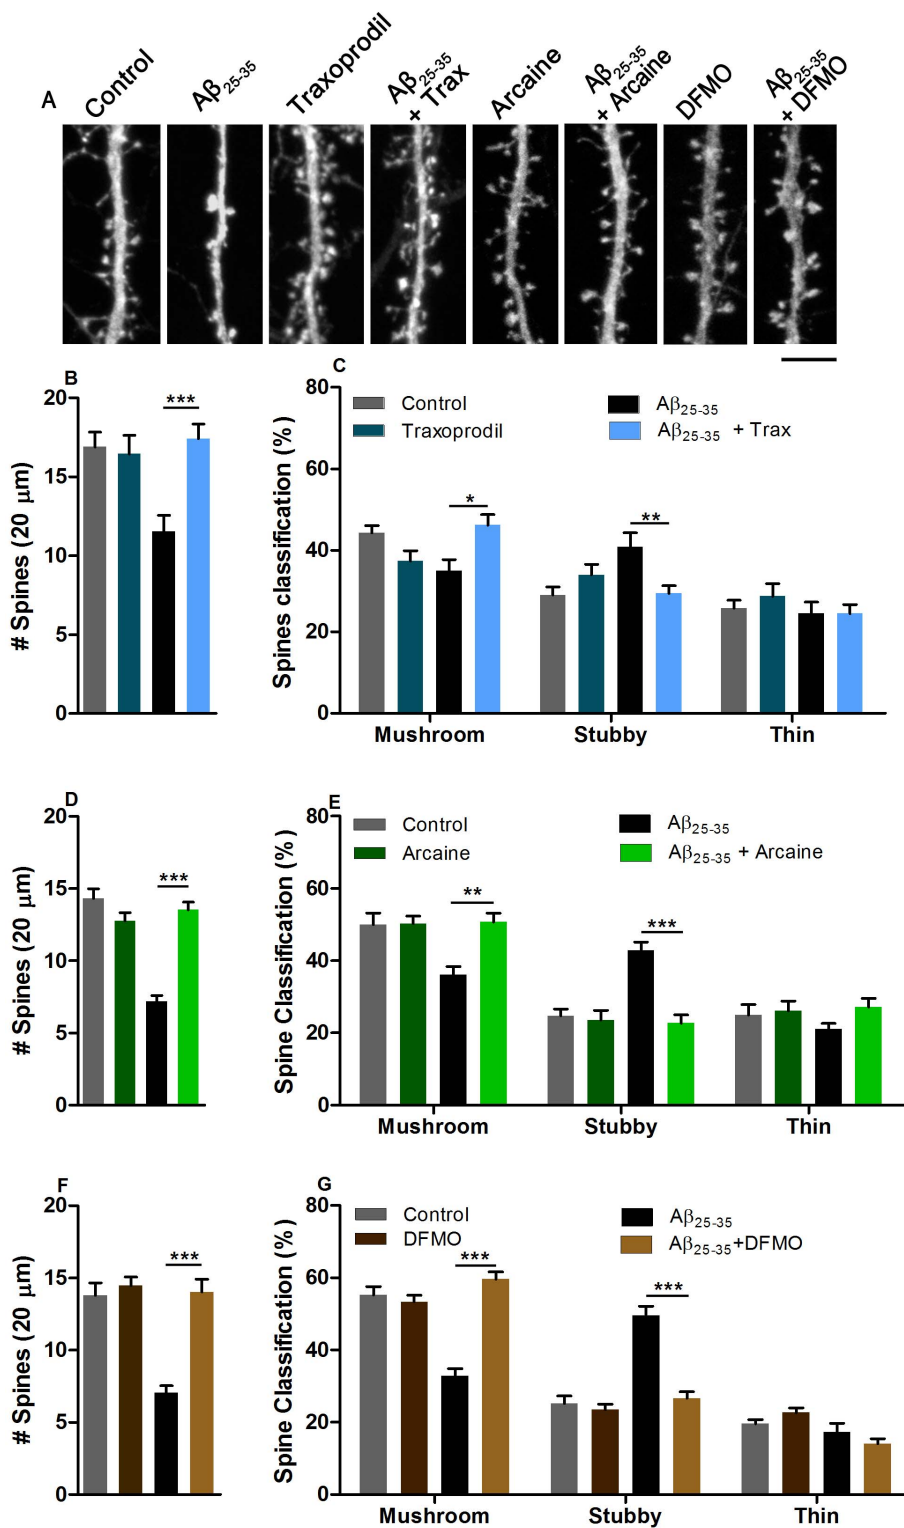 A
Control
Aβ25-35
Traxoprodil
Aβ25-35
+ Trax
Arcaine
Aβ25-35
+ Arcaine
DFMO
Aβ25-35
+ DFMO
B
# Spines (20 μm)
20
15
10
5
0
***
C
Spines classification (%)
80
60
40
20
0
Control
Traxoprodil
Aβ25-35
Aβ25-35 + Trax
*
**
Mushroom
Stubby
Thin
D
# Spines (20 μm)
20
15
10
5
0
***
E
Spine Classification (%)
80
60
40
20
0
Control
Arcaine
Aβ25-35
Aβ25-35 + Arcaine
**
***
Mushroom
Stubby
Thin
F
# Spines (20 μm)
20
15
10
5
0
***
G
Spine Classification (%)
80
60
40
20
0
Control
DFMO
Aβ25-35
Aβ25-35+DFMO
***
***
Mushroom
Stubby
Thin